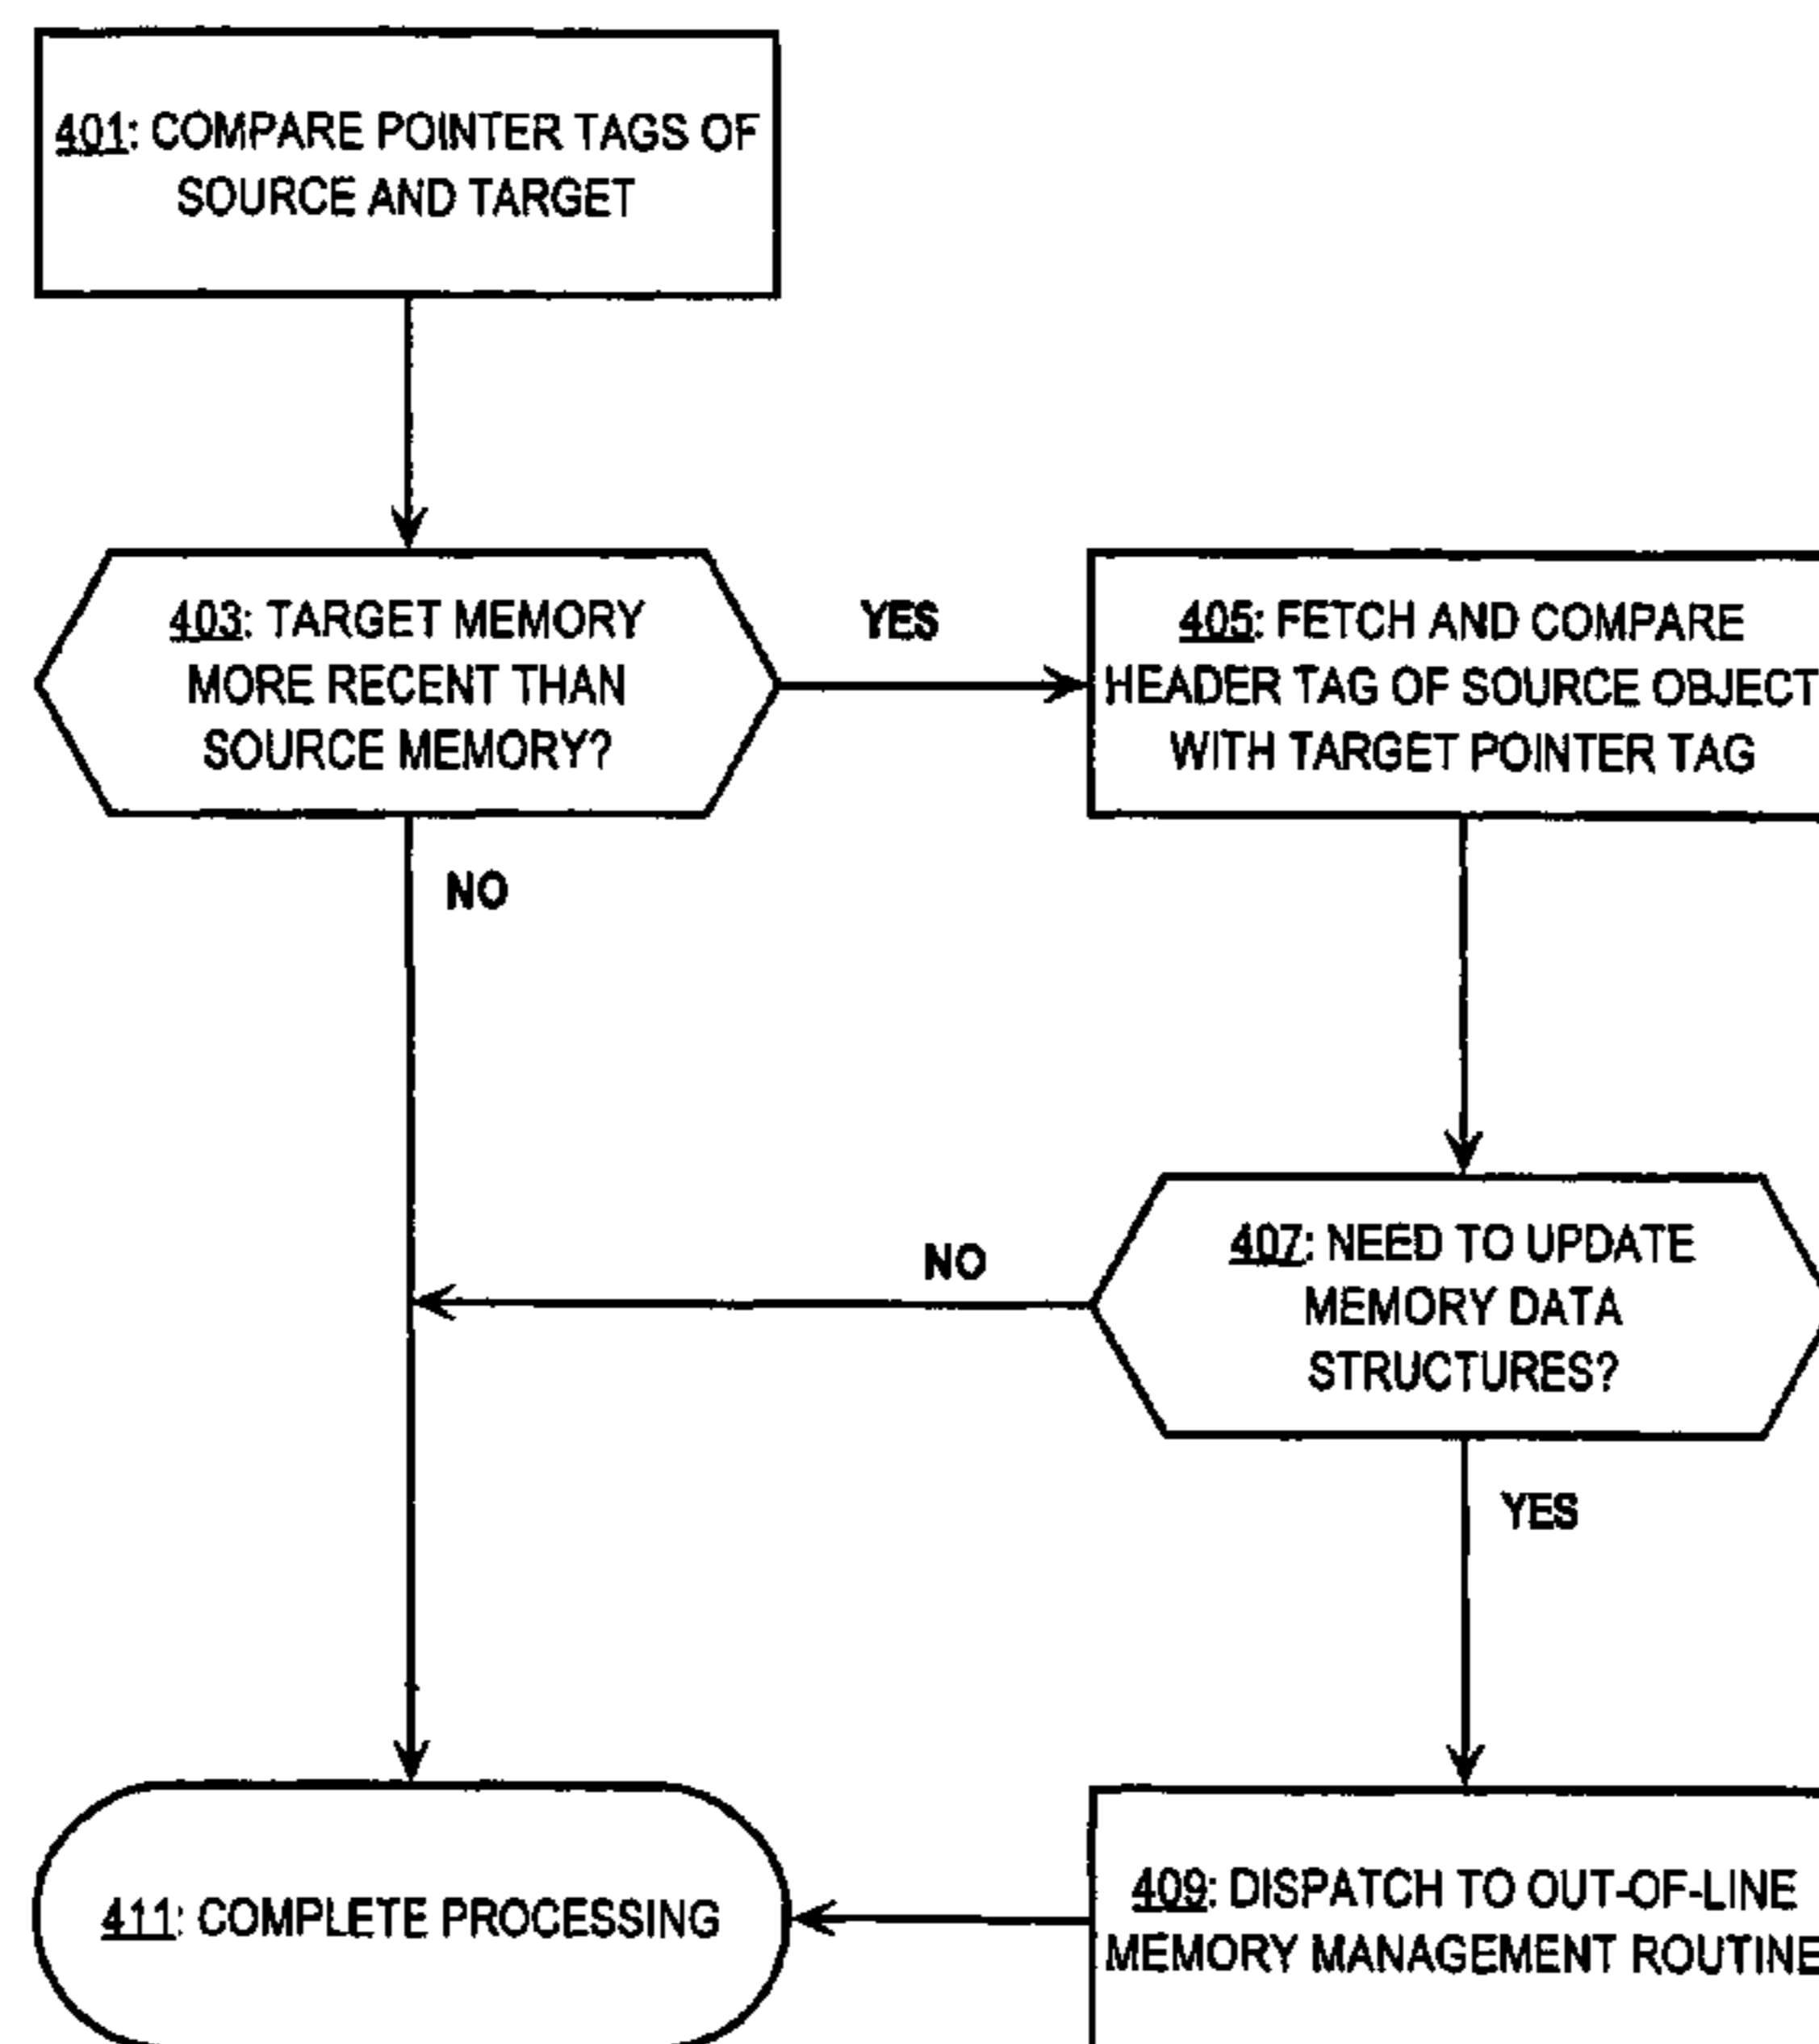 401: COMPARE POINTER TAGS OF
SOURCE AND TARGET
403: TARGET MEMORY
MORE RECENT THAN
SOURCE MEMORY?
YES
405: FETCH AND COMPARE
HEADER TAG OF SOURCE OBJECT
WITH TARGET POINTER TAG
NO
407: NEED TO UPDATE
MEMORY DATA
STRUCTURES?
NO
YES
409: DISPATCH TO OUT-OF-LINE
MEMORY MANAGEMENT ROUTINE
411: COMPLETE PROCESSING